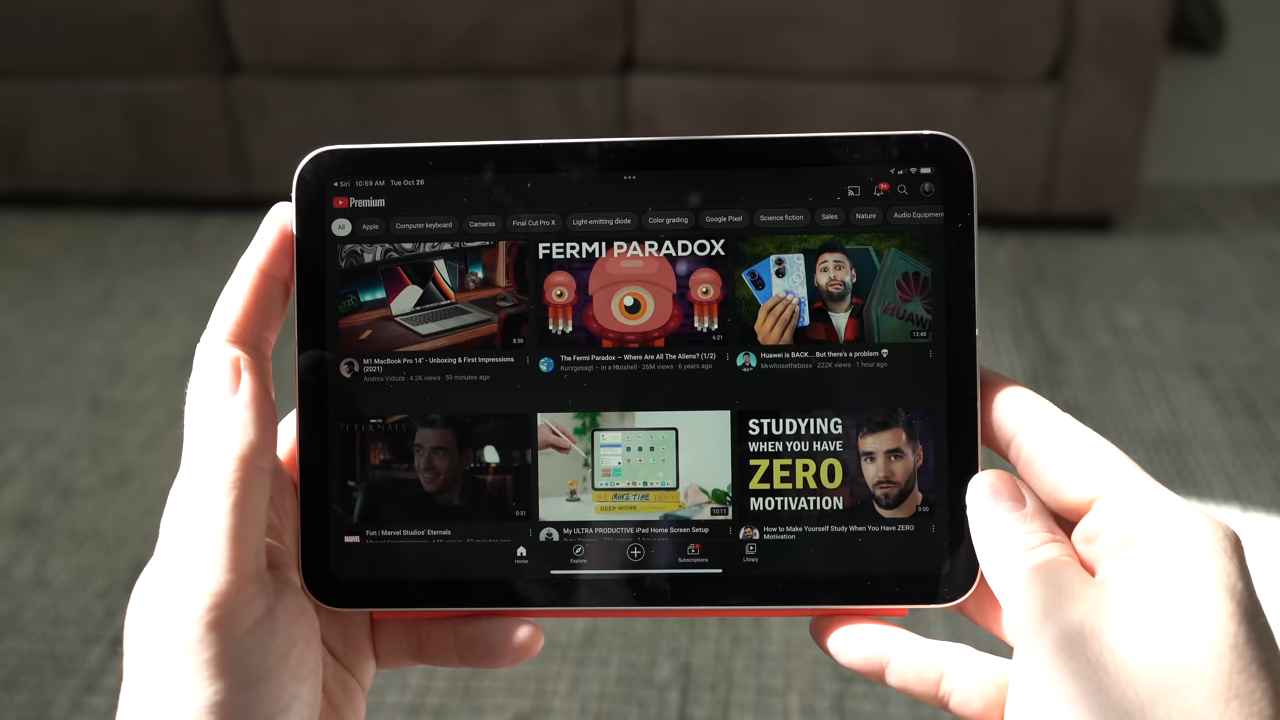 ◀ Siri 10:59 AM Tue Oct 26
9+
Premium
All Apple Computer keyboard Cameras Final Cut Pro X Light-emitting diode Color grading Google Pixel Science fiction Sales Nature Audio Equipment
8:50
M1 MacBook Pro 14" - Unboxing & First Impressions
(2021)
Andres Vidoza · 4.2K views · 59 minutes ago
FERMI PARADOX
6:21
The Fermi Paradox — Where Are All The Aliens? (1/2)
Kurzgesagt – In a Nutshell · 26M views · 6 years ago
HUAWEI
13:48
Huawei is BACK....But there's a problem 💀
Mrwhosetheboss · 222K views · 1 hour ago
ETERNALS
0:31
MARVEL
Fun | Marvel Studios' Eternals
MAKE TIME
DEEP WORK
10:11
My ULTRA PRODUCTIVE iPad Home Screen Setup
STUDYING
WHEN YOU HAVE
ZERO
MOTIVATION
9:00
How to Make Yourself Study When You Have ZERO
Motivation
Home Explore Subscriptions Library